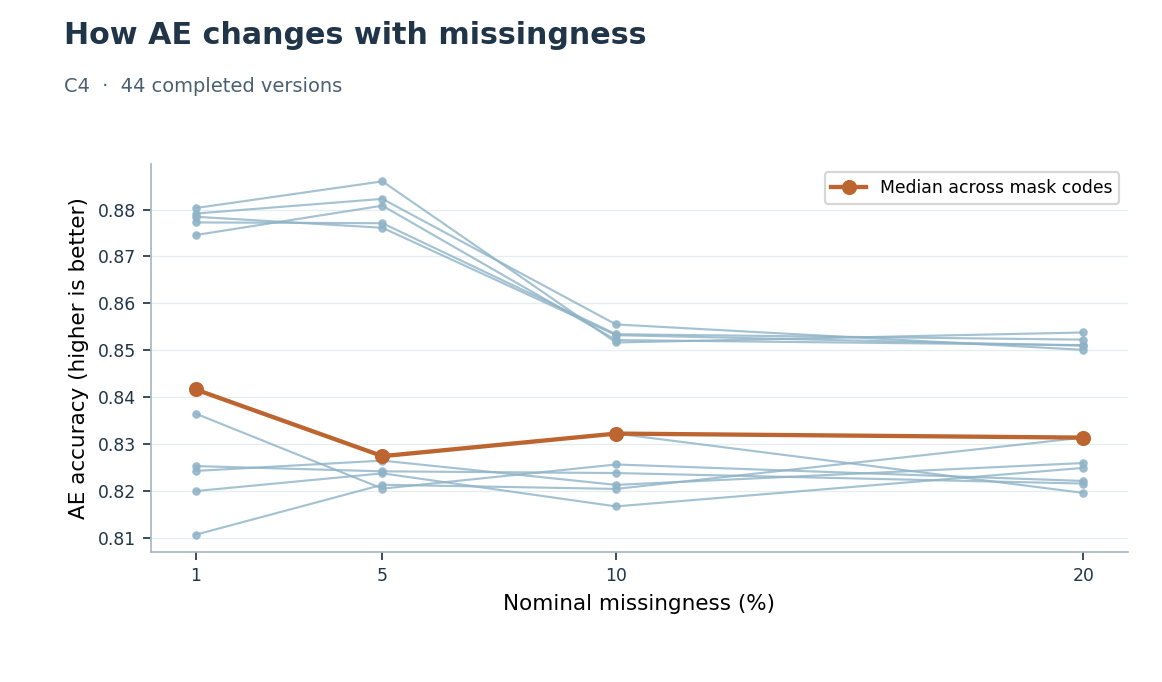 How AE changes with missingness
C4 · 44 completed versions
Median across mask codes
AE accuracy (higher is better)
0.88
0.87
0.86
0.85
0.84
0.83
0.82
0.81
1 5 10 20
Nominal missingness (%)